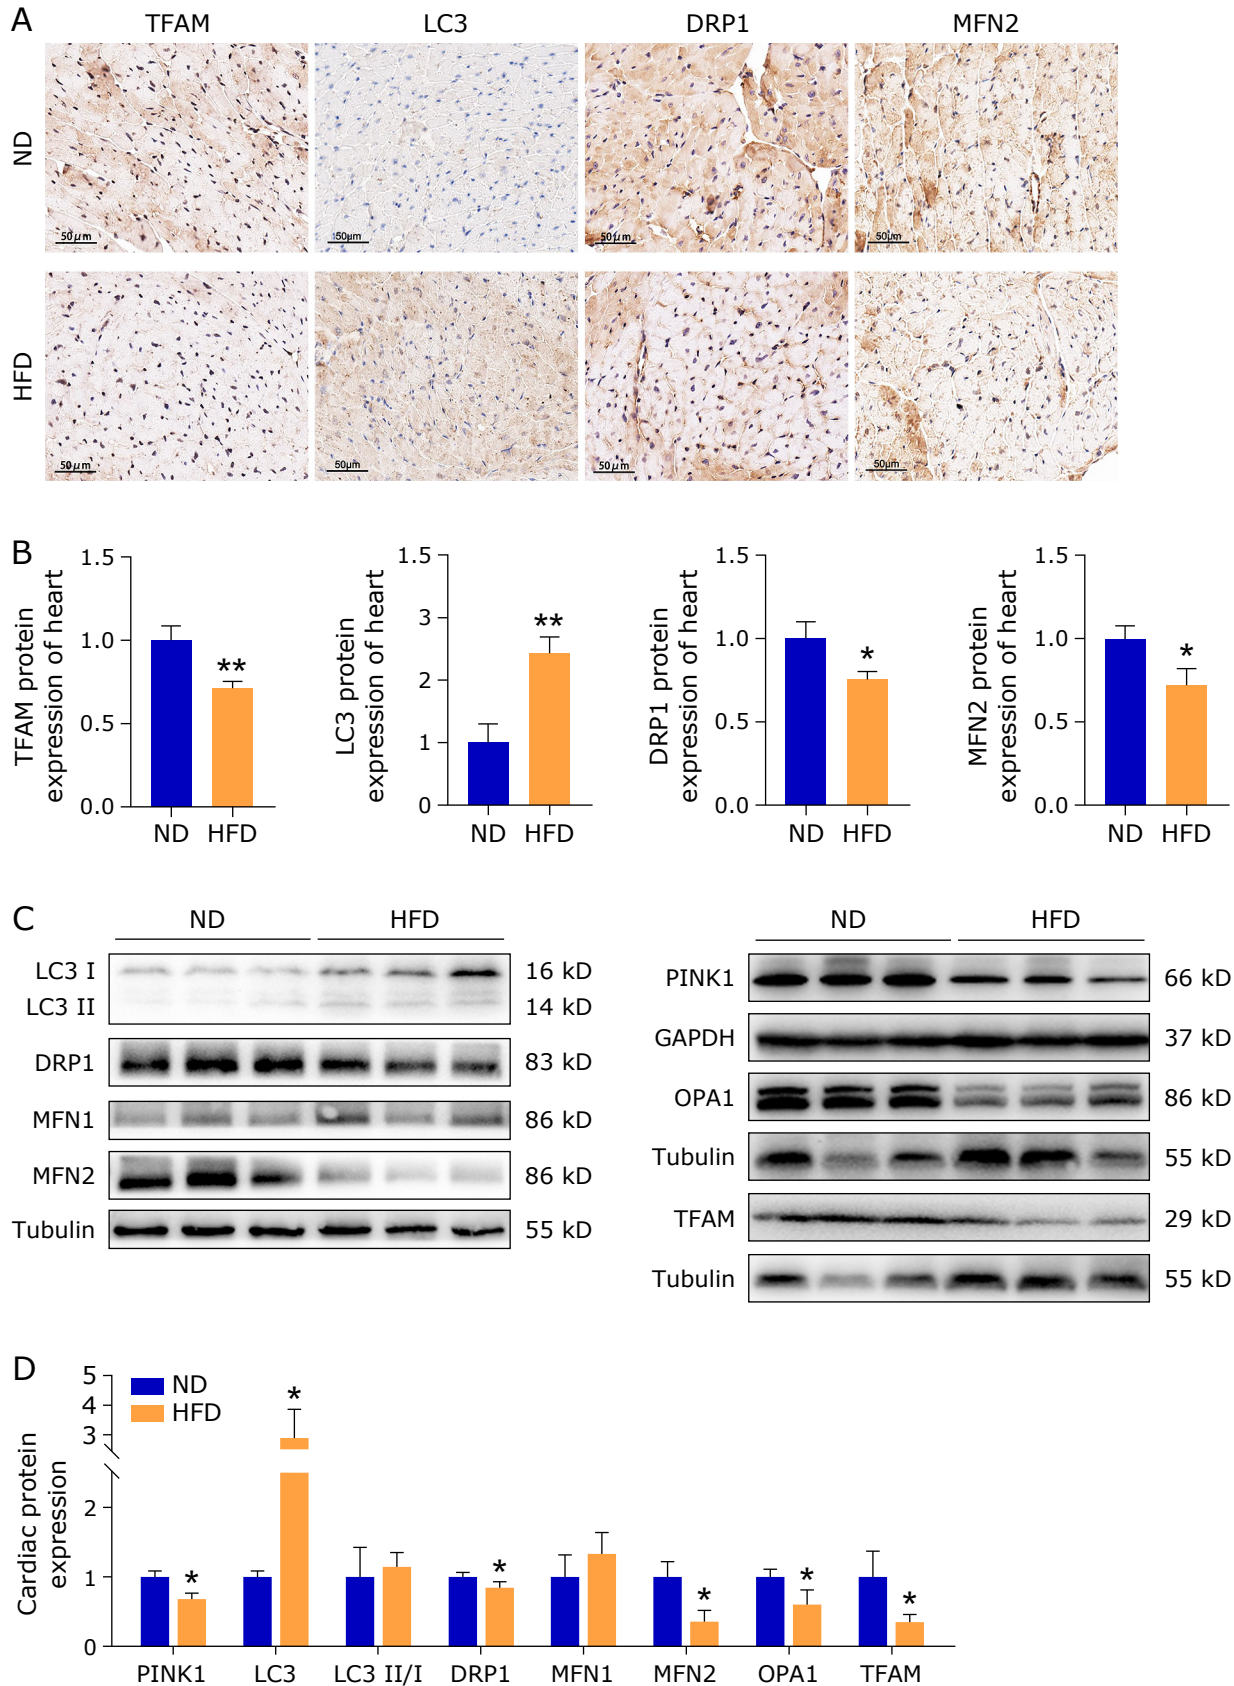 A
TFAM LC3 DRP1 MFN2
ND
50μm 50μm 50μm 50μm
HFD
50μm 50μm 50μm 50μm
B
TFAM protein
expression of heart
1.5
1.0
0.5
0.0
**
ND HFD
LC3 protein
expression of heart
1.5
3
2
1
0
**
ND HFD
DRP1 protein
expression of heart
1.5
1.0
0.5
0.0
*
ND HFD
MFN2 protein
expression of heart
1.5
1.0
0.5
0.0
*
ND HFD
C
ND HFD
LC3 I 16 kD
LC3 II 14 kD
DRP1 83 kD
MFN1 86 kD
MFN2 86 kD
Tubulin 55 kD
ND HFD
PINK1 66 kD
GAPDH 37 kD
OPA1 86 kD
Tubulin 55 kD
TFAM 29 kD
Tubulin 55 kD
D
Cardiac protein
expression
5
4
3
2
1
0
ND
HFD
* * * * * *
PINK1 LC3 LC3 II/I DRP1 MFN1 MFN2 OPA1 TFAM